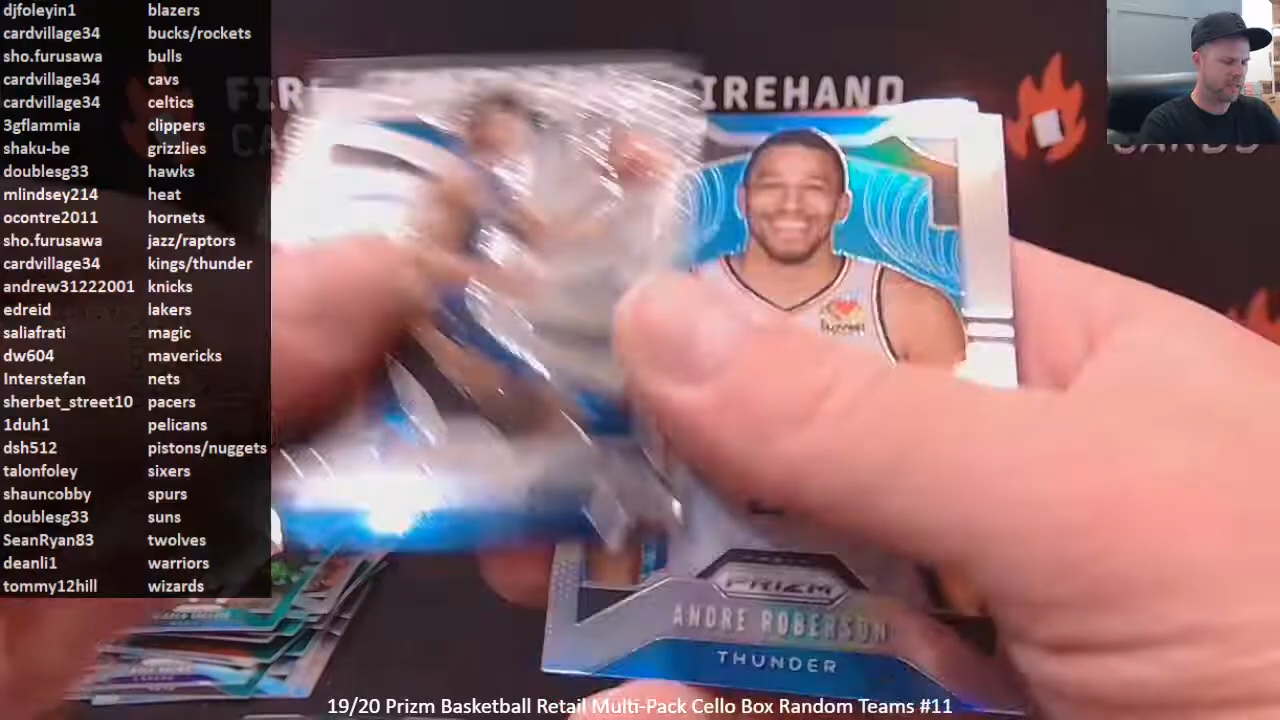 djfoleyin1 blazers
cardvillage34 bucks/rockets
sho.furusawa bulls
cardvillage34 cavs
cardvillage34 celtics
3gflammia clippers
shaku-be grizzlies
doublesg33 hawks
mlindsey214 heat
ocontre2011 hornets
sho.furusawa jazz/raptors
cardvillage34 kings/thunder
andrew31222001 knicks
edreid lakers
saliafrati magic
dw604 mavericks
Interstefan nets
sherbet_street10 pacers
1duh1 pelicans
dsh512 pistons/nuggets
talonfoley sixers
shauncobby spurs
doublesg33 suns
SeanRyan83 twolves
deanli1 warriors
tommy12hill wizards
FIREHAND
CARDS
PRIZM
ANDRE ROBERSON
THUNDER
19/20 Prizm Basketball Retail Multi-Pack Cello Box Random Teams #11